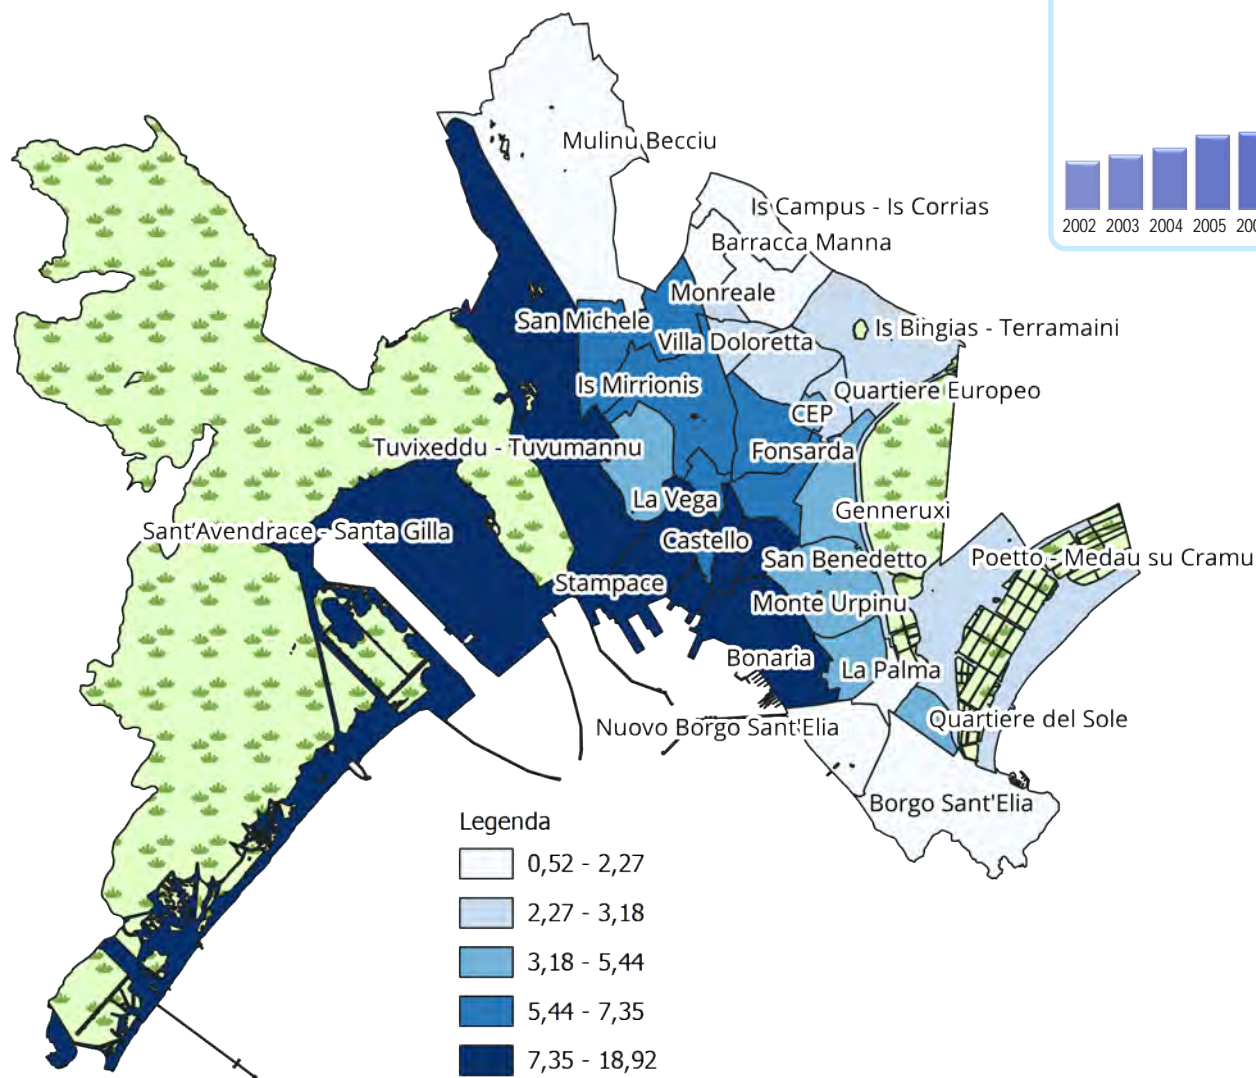 Mulinu Becciu
Is Campus - Is Corrias
2002 2003 2004 2005
Barracca Manna
Monreale
San Michele
Villa Doloretta
Is Bingias - Terramaini
Is Mirrionis
Quartiere Europeo
CEP
Tuvixeddu - Tuvumannu
Fonsarda
La Vega
Genneruxi
Sant'Avendrace - Santa Gilla
Castello
San Benedetto
Poetto - Medau su Cramu
Stampace
Monte Urpinu
Bonaria
La Palma
Nuovo Borgo Sant'Elia
Quartiere del Sole
Borgo Sant'Elia
Legenda
0,52 - 2,27
2,27 - 3,18
3,18 - 5,44
5,44 - 7,35
7,35 - 18,92